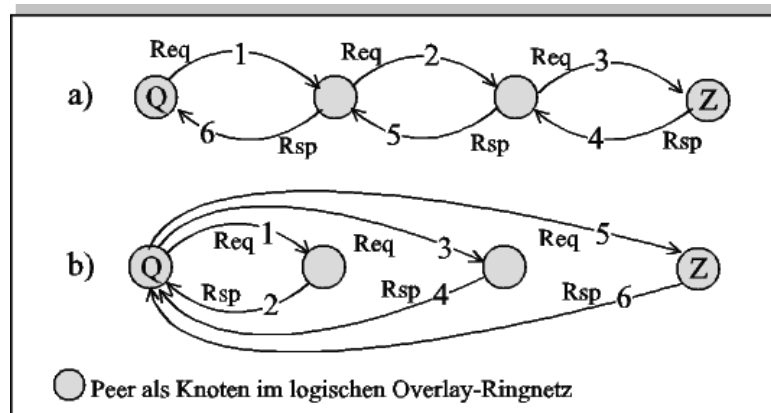 Req 1 Req 2 Req 3
a) Q Z
6 Rsp 5 Rsp 4 Rsp
Req 1 Req 3 Req 5
b) Q Z
Rsp 2 Rsp 4 Rsp 6
Peer als Knoten im logischen Overlay-Ringnetz